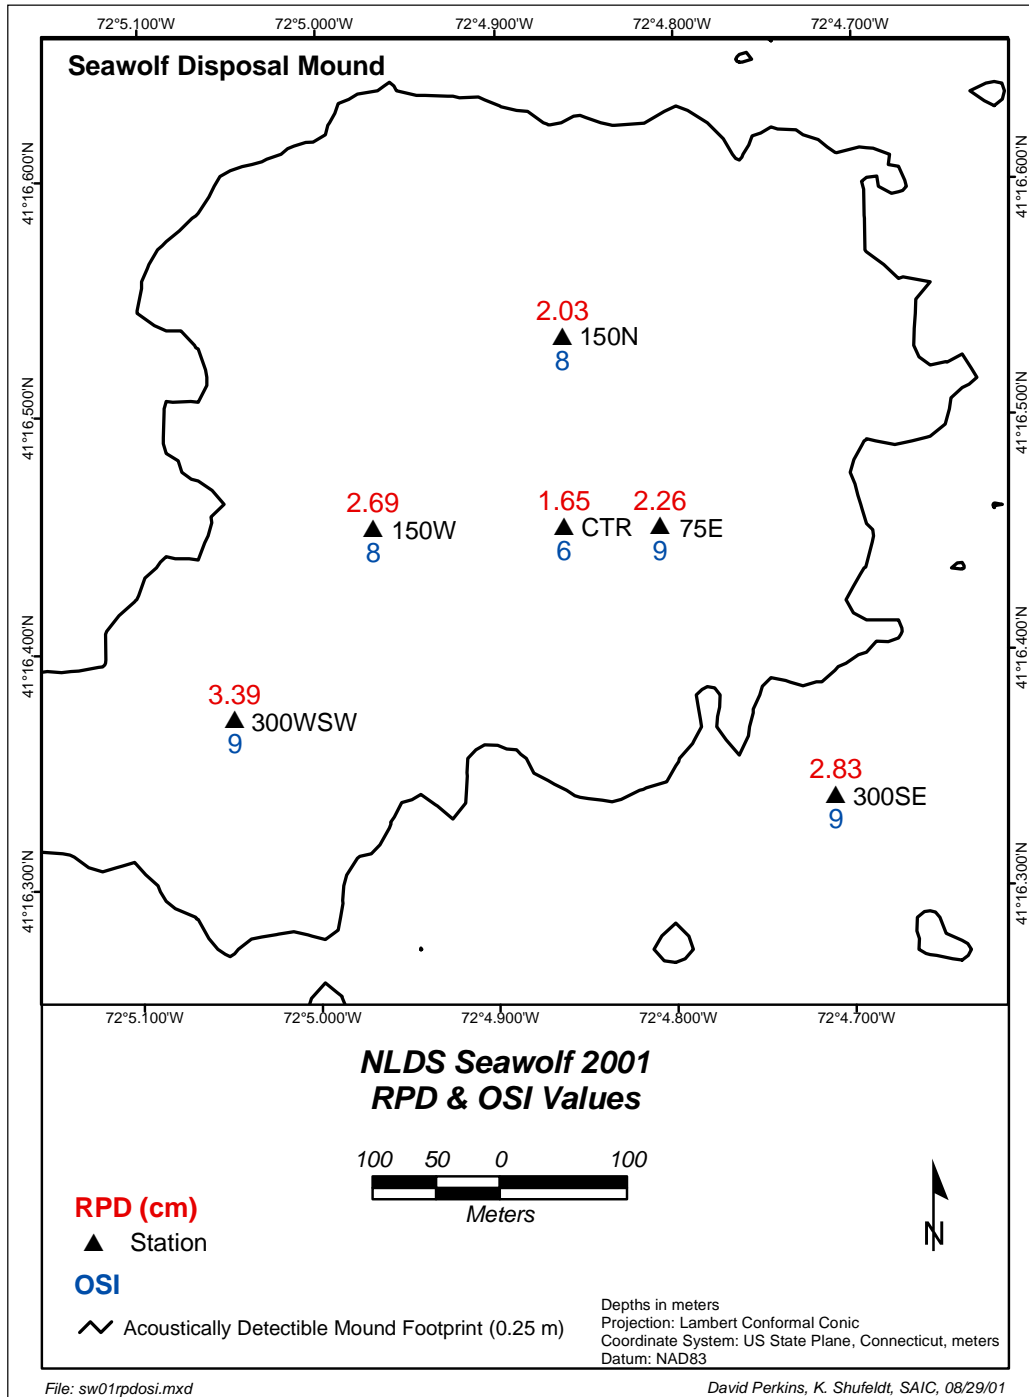 72°5.100'W 72°5.000'W 72°4.900'W 72°4.800'W 72°4.700'W
Seawolf Disposal Mound
41°16.600'N 41°16.600'N
2.03
150N
8
41°16.500'N 41°16.500'N
2.69 1.65 2.26
150W CTR 75E
8 6 9
41°16.400'N 41°16.400'N
3.39
300WSW
9
2.83
300SE
9
41°16.300'N 41°16.300'N
72°5.100'W 72°5.000'W 72°4.900'W 72°4.800'W 72°4.700'W
NLDS Seawolf 2001
RPD & OSI Values
100 50 0 100
Meters
N
RPD (cm)
Station
OSI
Acoustically Detectible Mound Footprint (0.25 m)
Depths in meters
Projection: Lambert Conformal Conic
Coordinate System: US State Plane, Connecticut, meters
Datum: NAD83
File: sw01rpdosi.mxd David Perkins, K. Shufeldt, SAIC, 08/29/01